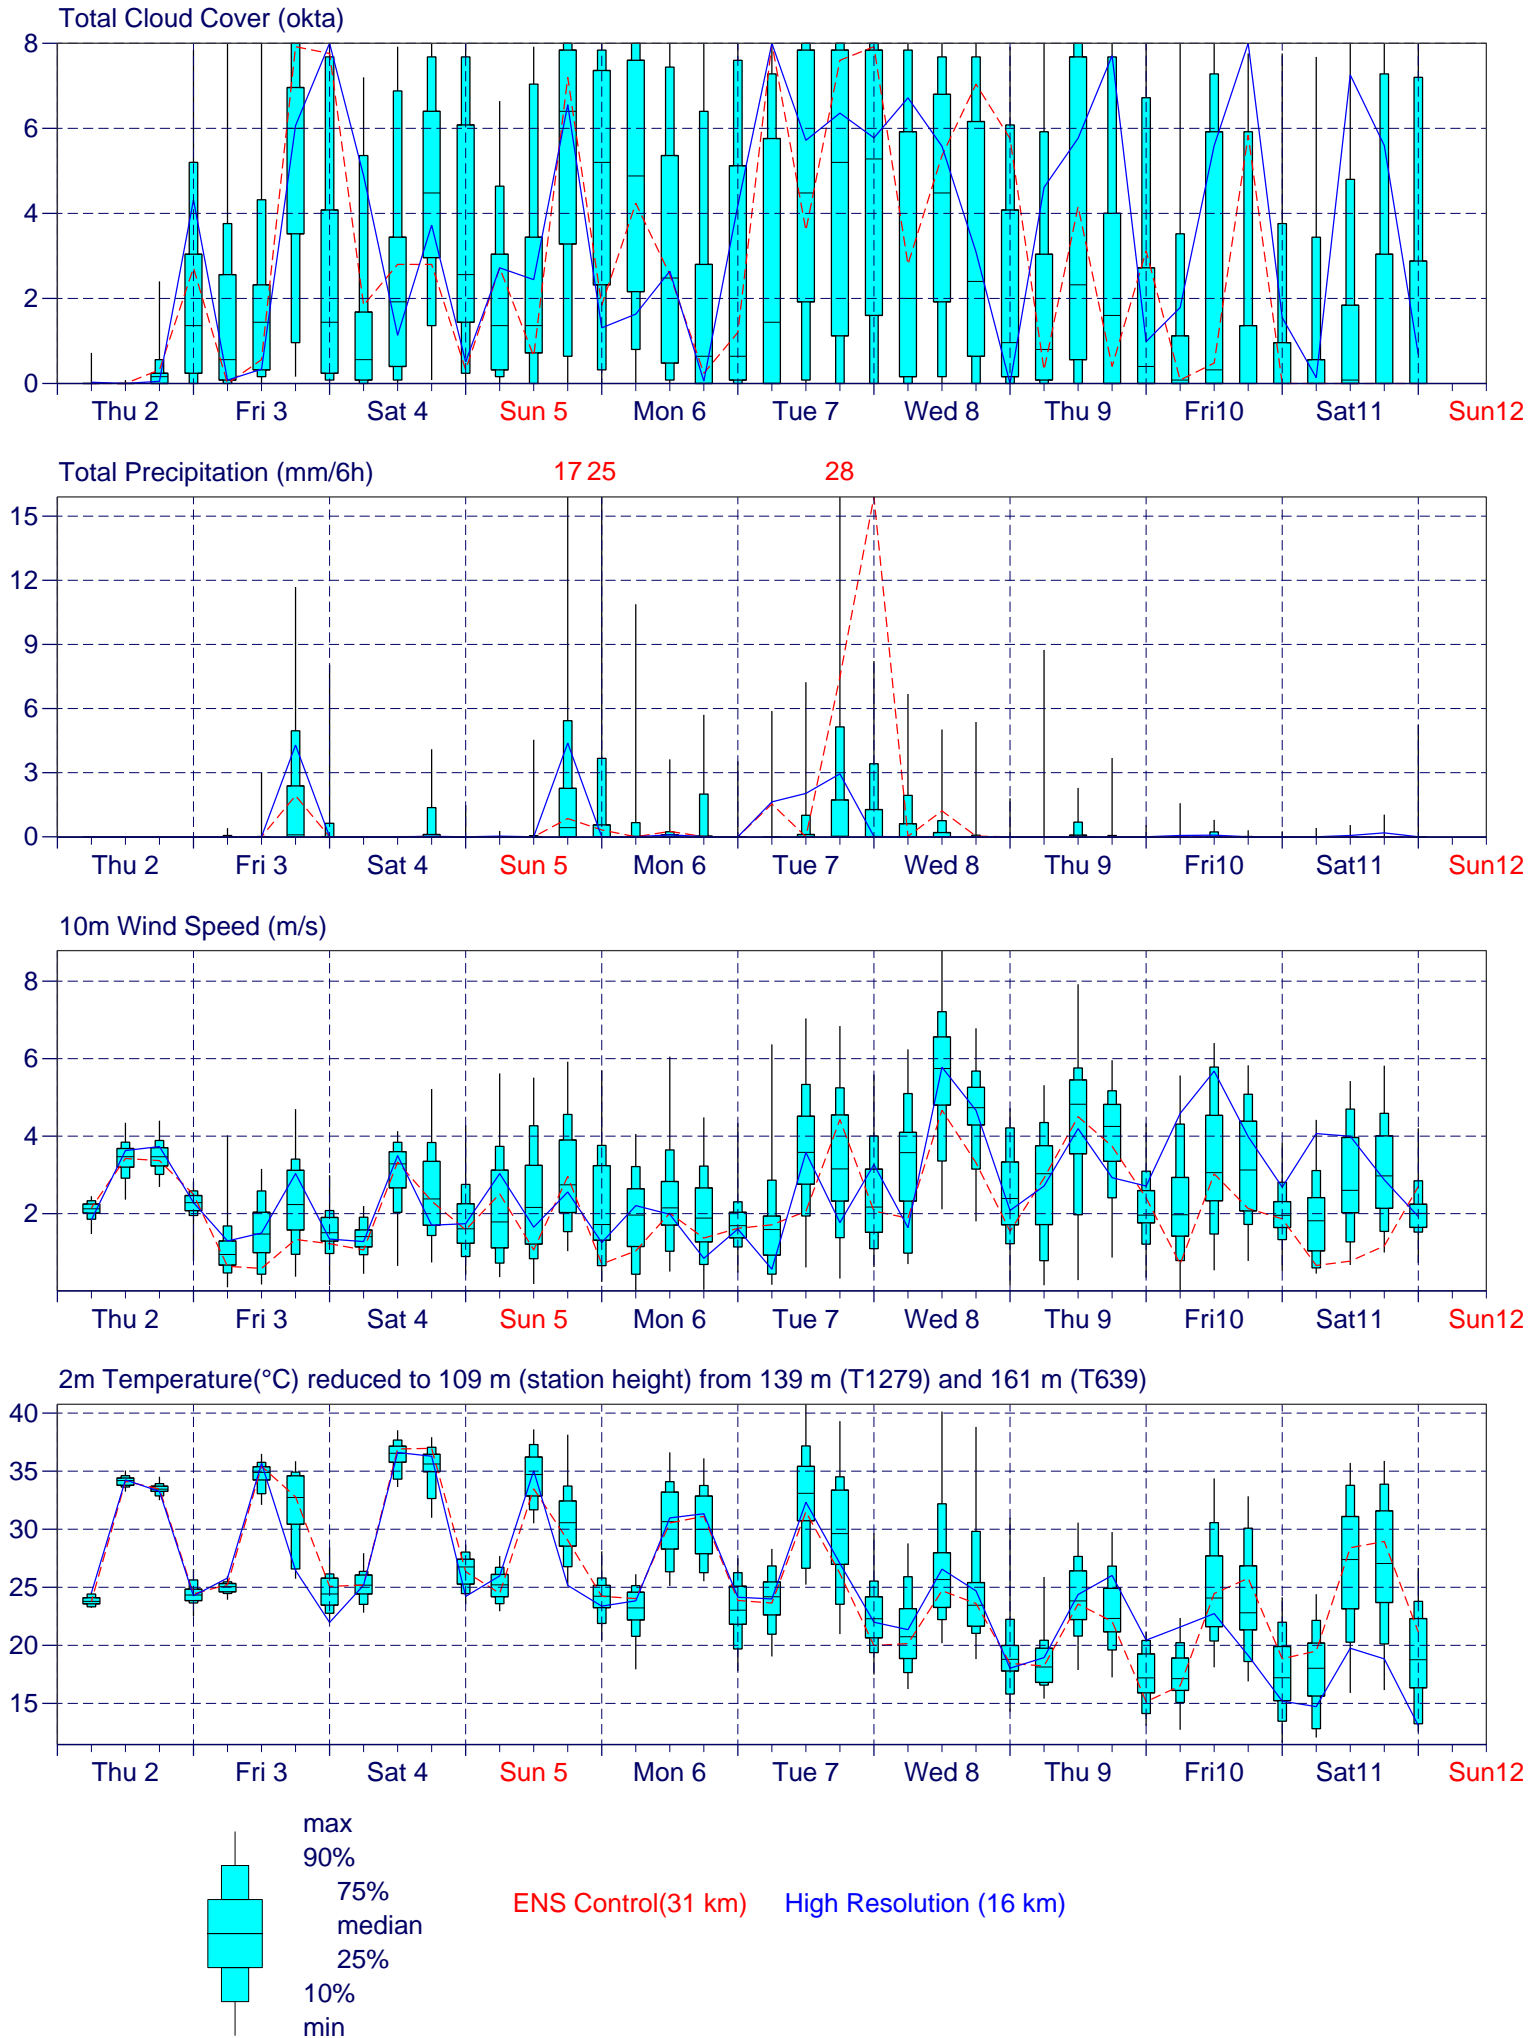 Total Cloud Cover (okta)
8
6
4
2
0
Thu 2 Fri 3 Sat 4 Sun 5 Mon 6 Tue 7 Wed 8 Thu 9 Fri10 Sat11 Sun12
Total Precipitation (mm/6h) 17 25 28
15
12
9
6
3
0
Thu 2 Fri 3 Sat 4 Sun 5 Mon 6 Tue 7 Wed 8 Thu 9 Fri10 Sat11 Sun12
10m Wind Speed (m/s)
8
6
4
2
Thu 2 Fri 3 Sat 4 Sun 5 Mon 6 Tue 7 Wed 8 Thu 9 Fri10 Sat11 Sun12
2m Temperature(°C) reduced to 109 m (station height) from 139 m (T1279) and 161 m (T639)
40
35
30
25
20
15
Thu 2 Fri 3 Sat 4 Sun 5 Mon 6 Tue 7 Wed 8 Thu 9 Fri10 Sat11 Sun12
max
90%
75%
ENS Control(31 km) High Resolution (16 km)
median
25%
10%
min